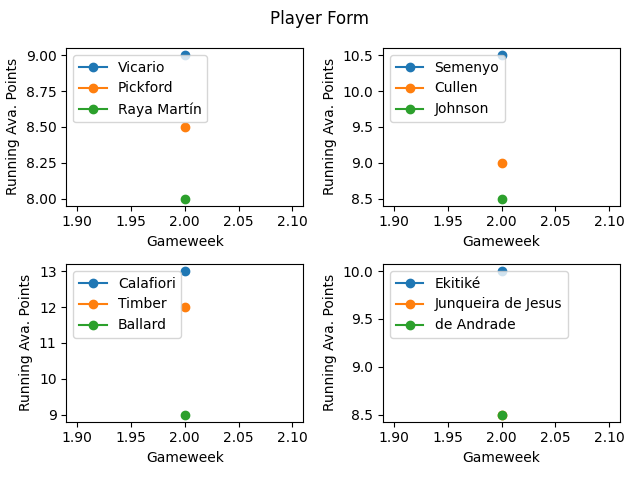 Player Form
9.00
8.75
8.50
8.25
8.00
Running Ava. Points
Vicario
Pickford
Raya Martín
1.90 1.95 2.00 2.05 2.10
Gameweek
10.5
10.0
9.5
9.0
8.5
Running Ava. Points
Semenyo
Cullen
Johnson
1.90 1.95 2.00 2.05 2.10
Gameweek
13
12
11
10
9
Running Ava. Points
Calafiori
Timber
Ballard
1.90 1.95 2.00 2.05 2.10
Gameweek
10.0
9.5
9.0
8.5
Running Ava. Points
Ekitiké
Junqueira de Jesus
de Andrade
1.90 1.95 2.00 2.05 2.10
Gameweek